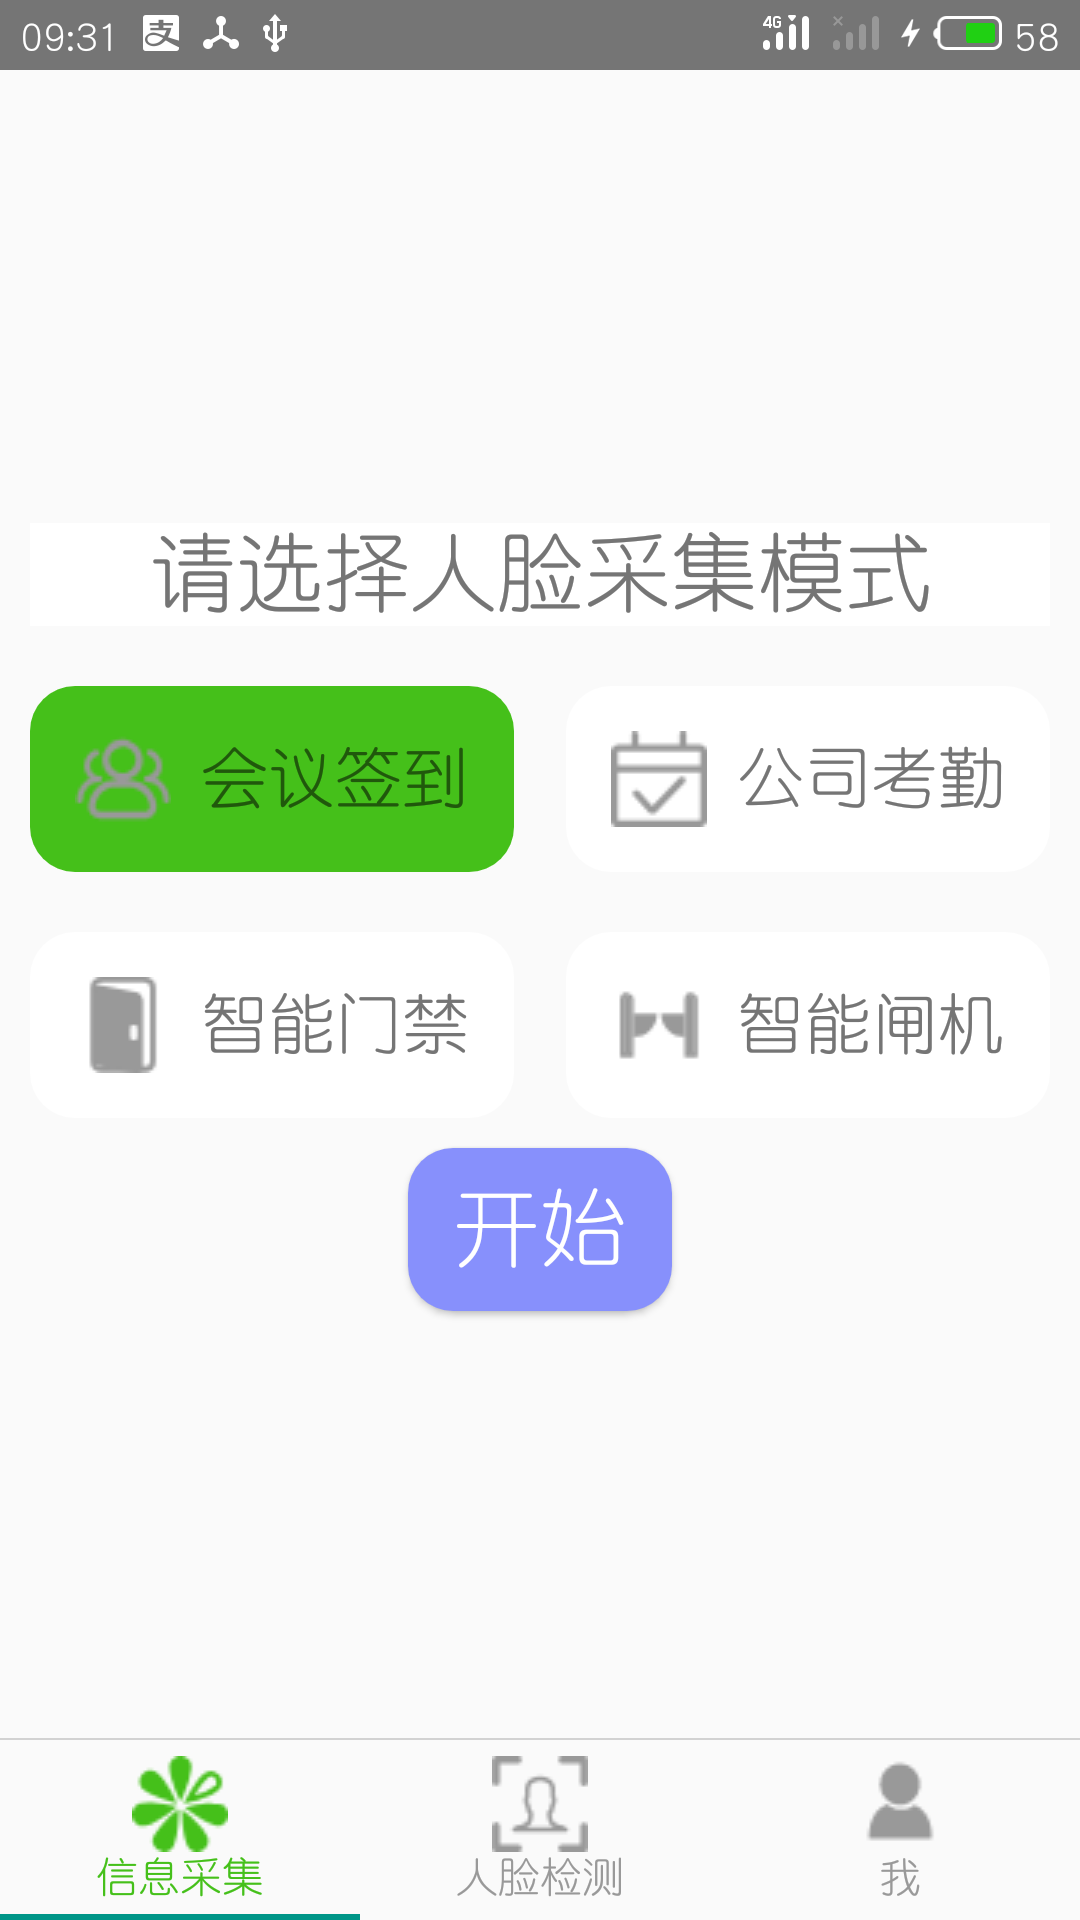 09:31 支 4G 58
请选择人脸采集模式
会议签到 公司考勤
智能门禁 智能闸机
开始
信息采集 人脸检测 我